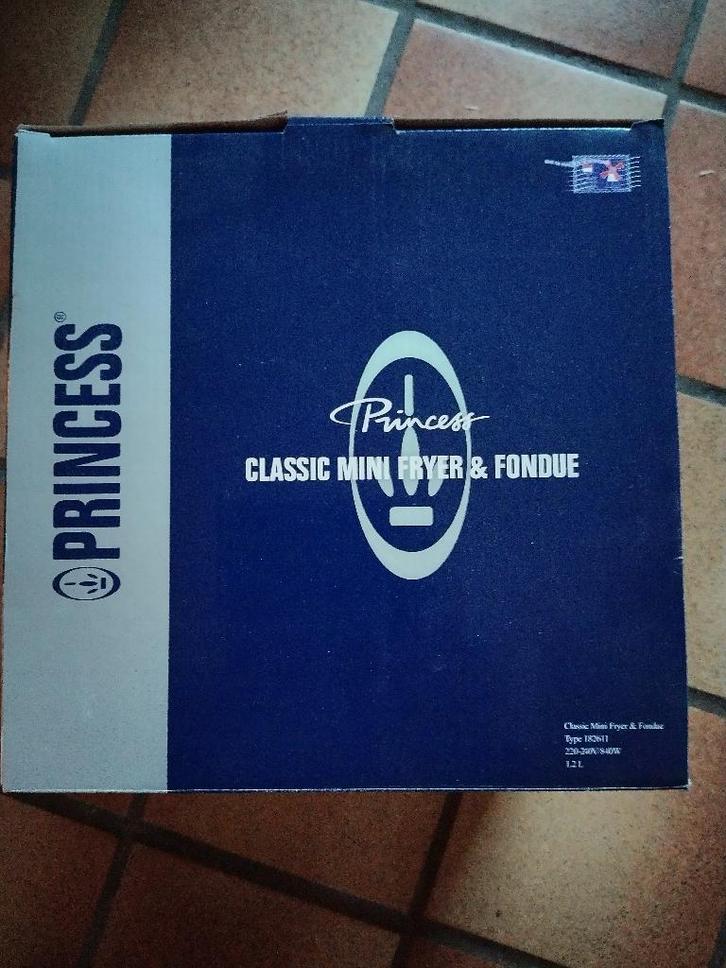 PRINCESS®
Princess
CLASSIC MINI FRYER & FONDUE
Classic Mini Fryer & Fondue
Type 182611
220-240V/840W
1.2 L